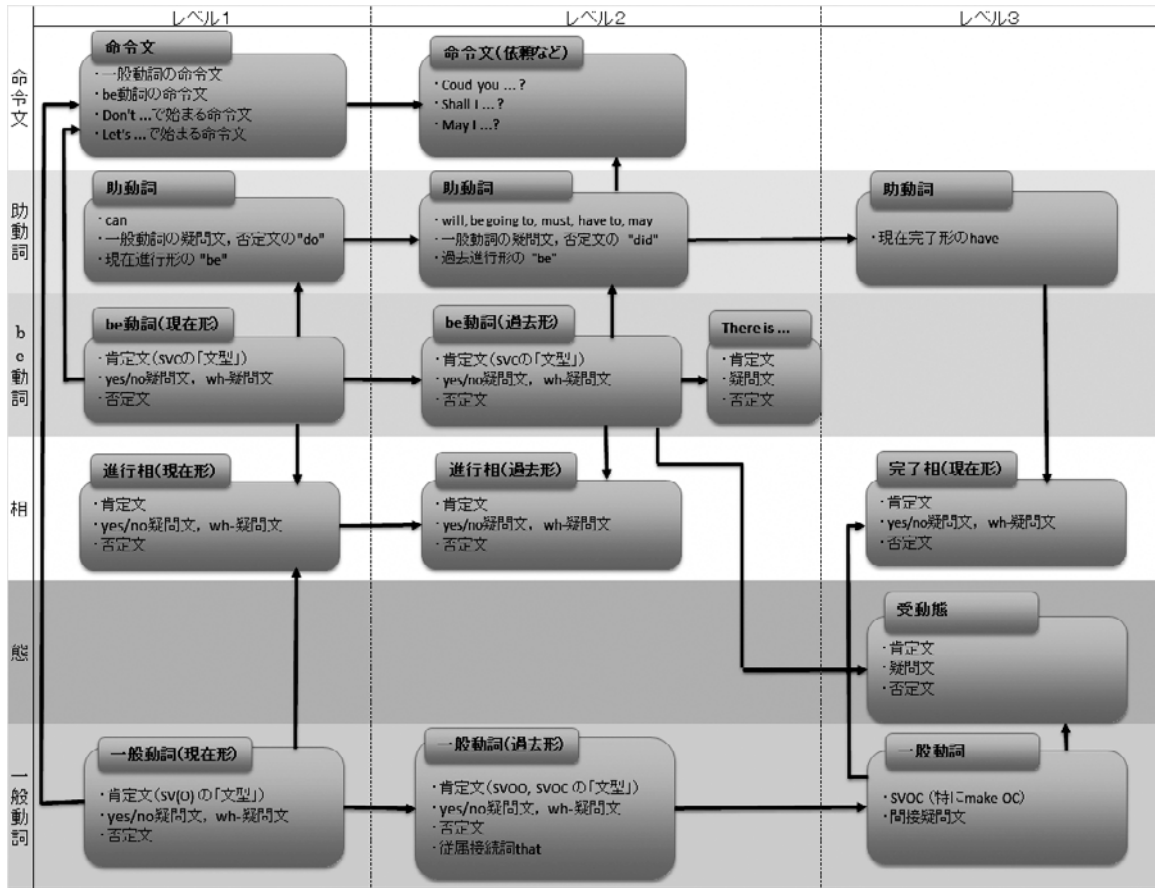 レベル1
レベル2
レベル3
命令文
命令文
・一般動詞の命令文
・be動詞の命令文
・Don't ...で始まる命令文
・Let's ...で始まる命令文
命令文(依頼など)
・Coud you ...?
・Shall I ...?
・May I ...?
助動詞
助動詞
・can
・一般動詞の疑問文,否定文の"do"
・現在進行形の "be"
助動詞
・will, be going to, must, have to, may
・一般動詞の疑問文,否定文の "did"
・過去進行形の "be"
助動詞
・現在完了形のhave
be動詞
be動詞(現在形)
・肯定文(SVCの「文型」)
・yes/no疑問文, wh-疑問文
・否定文
be動詞(過去形)
・肯定文(SVCの「文型」)
・yes/no疑問文, wh-疑問文
・否定文
There is ...
・肯定文
・疑問文
・否定文
相
進行相(現在形)
・肯定文
・yes/no疑問文, wh-疑問文
・否定文
進行相(過去形)
・肯定文
・yes/no疑問文, wh-疑問文
・否定文
完了相(現在形)
・肯定文
・yes/no疑問文, wh-疑問文
・否定文
態
受動態
・肯定文
・疑問文
・否定文
一般動詞
一般動詞(現在形)
・肯定文(SV(O) の「文型」)
・yes/no疑問文, wh-疑問文
・否定文
一般動詞(過去形)
・肯定文(SVOO, SVOC の「文型」)
・yes/no疑問文, wh-疑問文
・否定文
・従属接続詞that
一般動詞
・SVOC (特にmake OC)
・間接疑問文